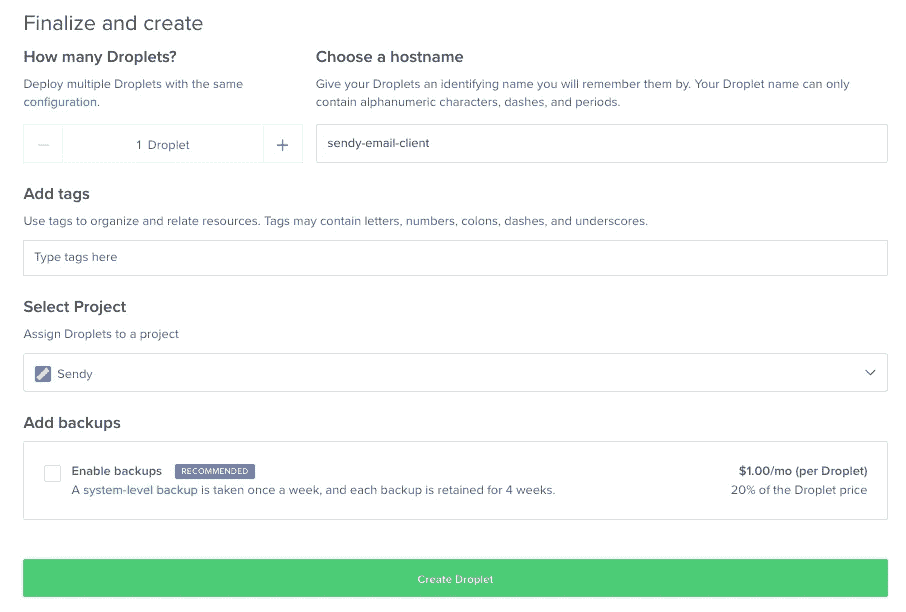 Finalize and create
How many Droplets?
Deploy multiple Droplets with the same
configuration.
1 Droplet
Choose a hostname
Give your Droplets an identifying name you will remember them by. Your Droplet name can only
contain alphanumeric characters, dashes, and periods.
sendy-email-client
Add tags
Use tags to organize and relate resources. Tags may contain letters, numbers, colons, dashes, and underscores.
Type tags here
Select Project
Assign Droplets to a project
Sendy
Add backups
Enable backups RECOMMENDED
A system-level backup is taken once a week, and each backup is retained for 4 weeks.
$1.00/mo (per Droplet)
20% of the Droplet price
Create Droplet